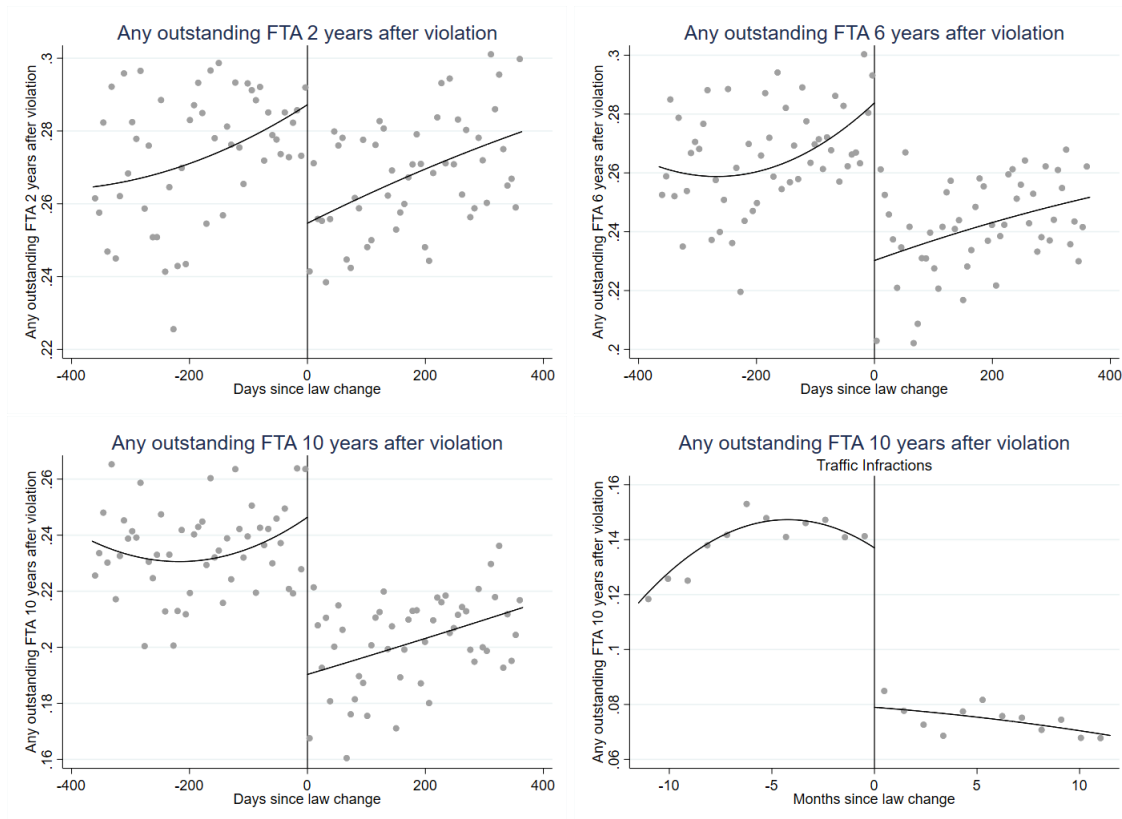 Any outstanding FTA 2 years after violation
Any outstanding FTA 2 years after violation
.3
.28
.26
.24
.22
-400 -200 0 200 400
Days since law change
Any outstanding FTA 6 years after violation
Any outstanding FTA 6 years after violation
.3
.28
.26
.24
.22
.2
-400 -200 0 200 400
Days since law change
Any outstanding FTA 10 years after violation
Any outstanding FTA 10 years after violation
.26
.24
.22
.2
.18
.16
-400 -200 0 200 400
Days since law change
Any outstanding FTA 10 years after violation
Traffic Infractions
Any outstanding FTA 10 years after violation
.16
.14
.12
.1
.08
.06
-10 -5 0 5 10
Months since law change